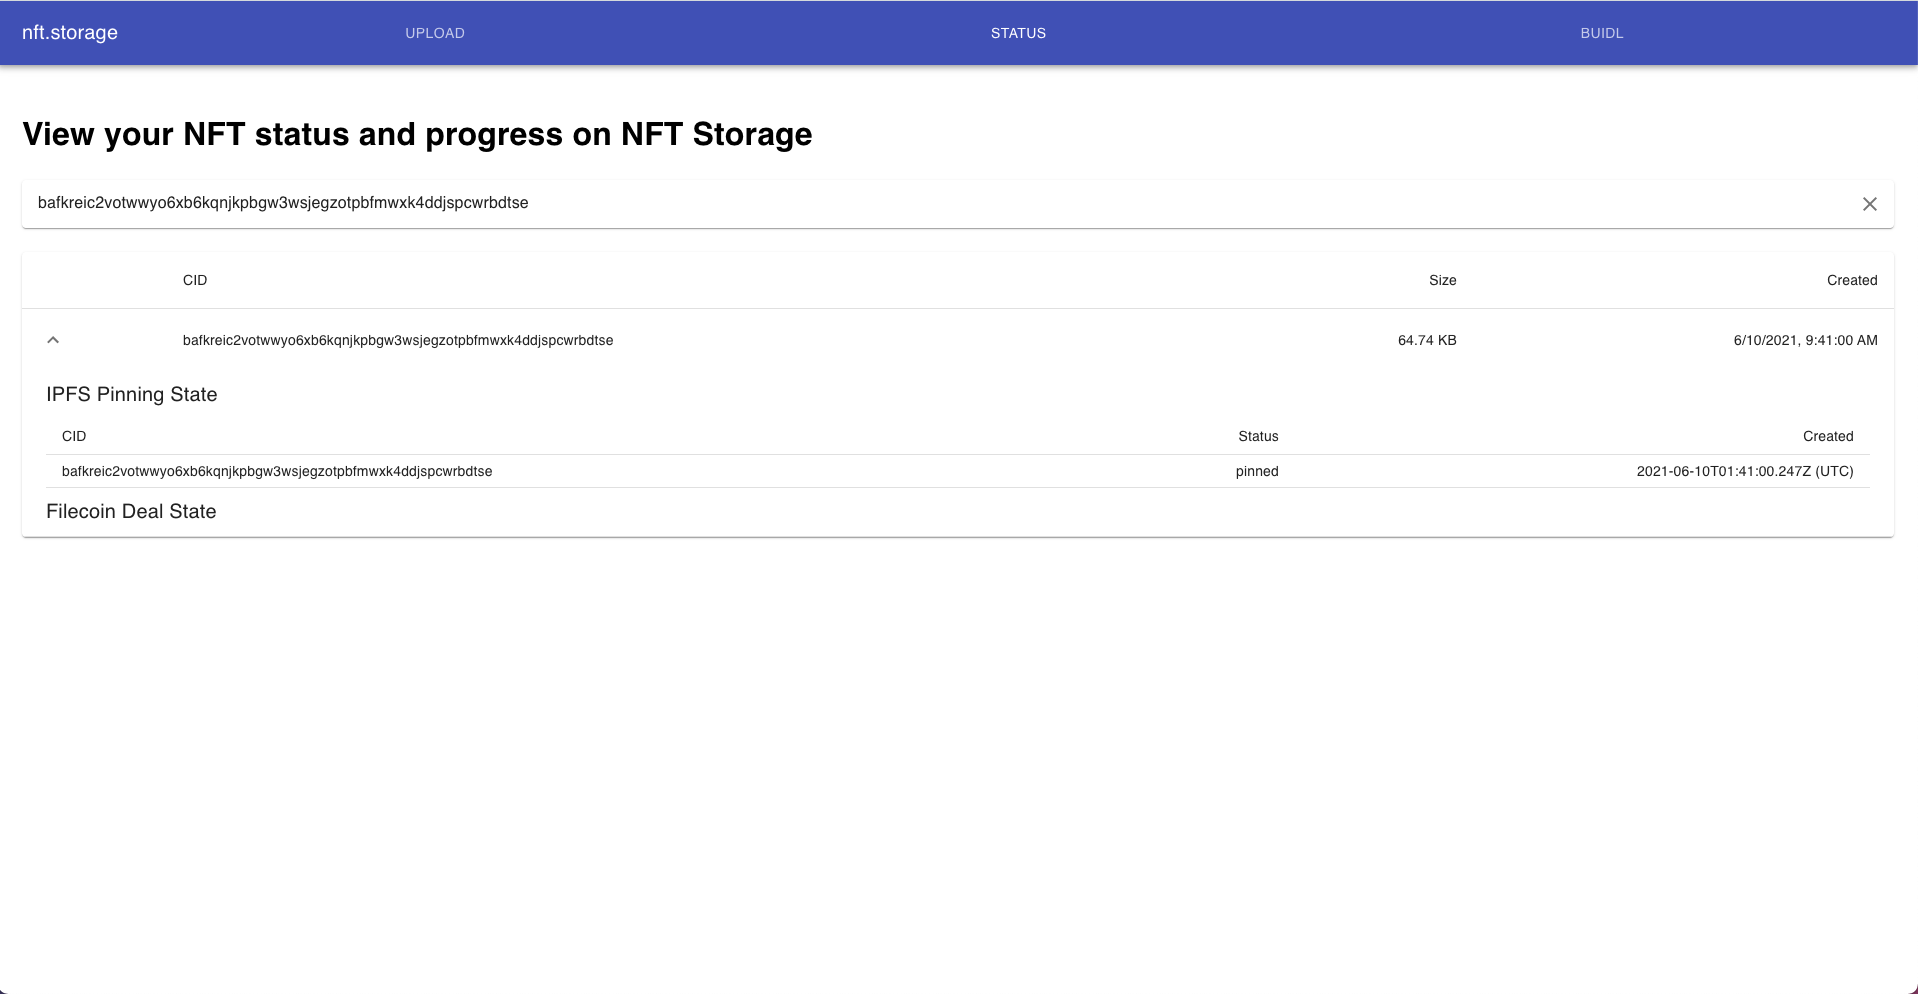 nft.storage UPLOAD STATUS BUIDL
View your NFT status and progress on NFT Storage
bafkreic2votwwyo6xb6kqnjkpbgw3wsjegzotpbfmwxk4ddjspcwrbdtse
CID Size Created
bafkreic2votwwyo6xb6kqnjkpbgw3wsjegzotpbfmwxk4ddjspcwrbdtse 64.74 KB 6/10/2021, 9:41:00 AM
IPFS Pinning State
CID Status Created
bafkreic2votwwyo6xb6kqnjkpbgw3wsjegzotpbfmwxk4ddjspcwrbdtse pinned 2021-06-10T01:41:00.247Z (UTC)
Filecoin Deal State